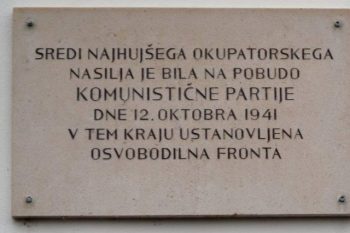 SREDI NAJHUJŠEGA OKUPATORSKEGA
NASILJA JE BILA NA POBUDO
KOMUNISTIČNE PARTIJE
DNE 12. OKTOBRA 1941
V TEM KRAJU USTANOVLJENA
OSVOBODILNA FRONTA